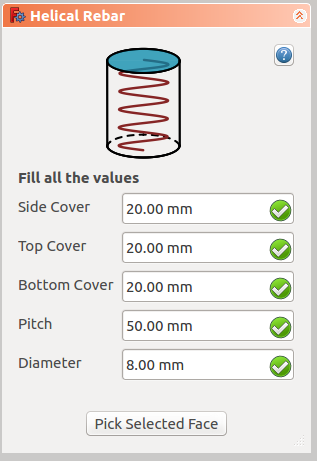 Helical Rebar
?
Fill all the values
Side Cover 20.00 mm
Top Cover 20.00 mm
Bottom Cover 20.00 mm
Pitch 50.00 mm
Diameter 8.00 mm
Pick Selected Face